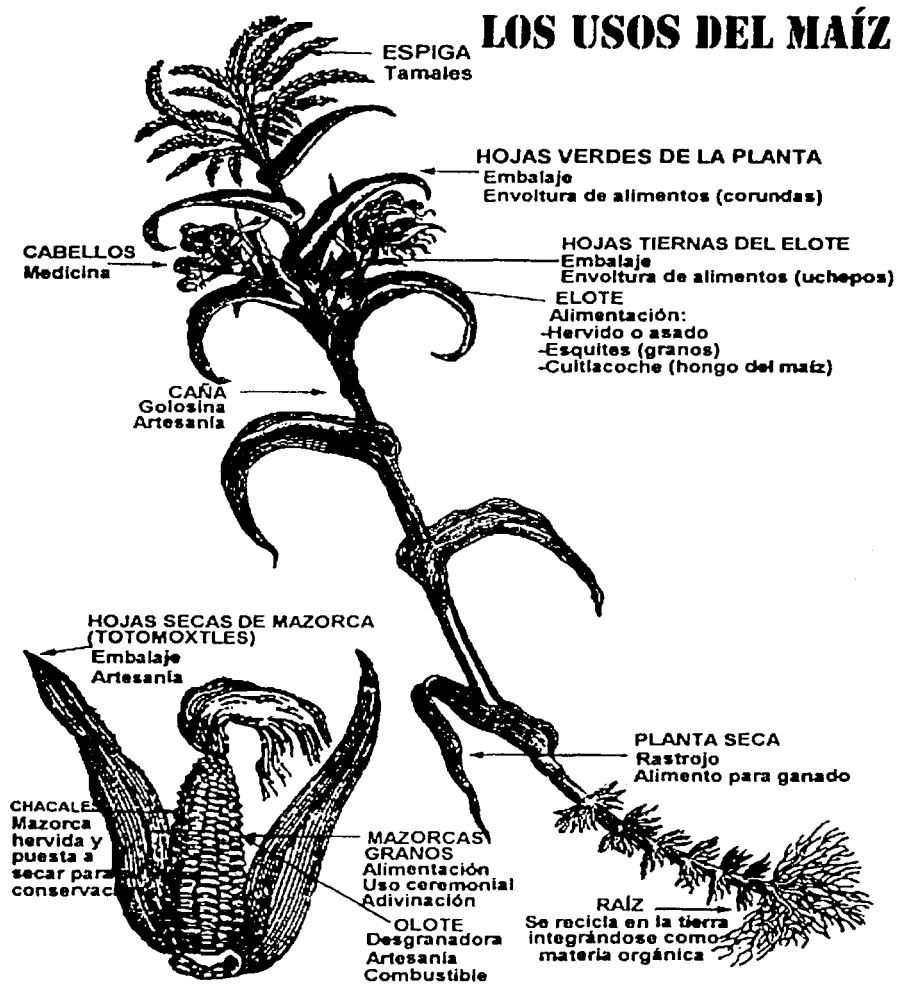 LOS USOS DEL MAÍZ
ESPIGA
Tamales
HOJAS VERDES DE LA PLANTA
Embalaje
Envoltura de alimentos (corundas)
CABELLOS
Medicina
HOJAS TIERNAS DEL ELOTE
Embalaje
Envoltura de alimentos (uchepos)
ELOTE
Alimentación:
-Hervido o asado
-Esquites (granos)
-Cuitlacoche (hongo del maíz)
CAÑA
Golosina
Artesanía
HOJAS SECAS DE MAZORCA
(TOTOMOXTLES)
Embalaje
Artesanía
PLANTA SECA
Rastrojo
Alimento para ganado
CHACALES
Mazorca
hervida y
puesta a
secar para
conservac
MAZORCAS
GRANOS
Alimentación
Uso ceremonial
Adivinación
OLOTE
Desgranadora
Artesanía
Combustible
RAÍZ
Se recicla en la tierra
integrándose como
materia orgánica